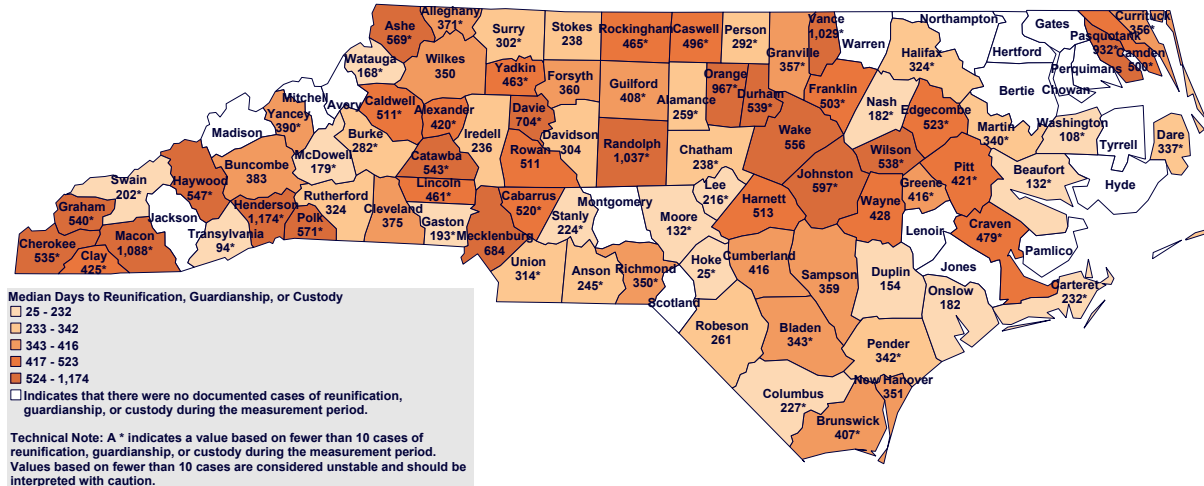 Alleghany
371*
Ashe
569*
Surry
302*
Stokes
238
Rockingham
465*
Caswell
496*
Person
292*
Vance
1,029*
Granville
357*
Warren
Northampton
Gates
Currituck
356*
Pasquotank
932*
Camden
500*
Hertford
Halifax
324*
Perquimans
Chowan
Bertie
Watauga
168*
Wilkes
350
Yadkin
463*
Forsyth
360
Guilford
408*
Alamance
259*
Orange
967*
Durham
539*
Franklin
503*
Nash
182*
Edgecombe
523*
Martin
340*
Washington
108*
Tyrrell
Dare
337*
Mitchell
Avery
Yancey
390*
Madison
Caldwell
511*
Alexander
420*
Davie
704*
Iredell
236
Davidson
304
Randolph
1,037*
Chatham
238*
Wake
556
Wilson
538*
Pitt
421*
Beaufort
132*
Hyde
Burke
282*
McDowell
179*
Catawba
543*
Rowan
511
Johnston
597*
Greene
416*
Buncombe
383
Swain
202*
Haywood
547*
Rutherford
324
Lincoln
461*
Cabarrus
520*
Stanly
224*
Montgomery
Lee
216*
Moore
132*
Harnett
513
Wayne
428
Lenoir
Craven
479*
Pamlico
Graham
540*
Jackson
Henderson
1,174*
Polk
571*
Cleveland
375
Gaston
193*
Mecklenburg
684
Transylvania
94*
Macon
1,088*
Cherokee
535*
Clay
425*
Union
314*
Anson
245*
Richmond
350*
Hoke
25*
Cumberland
416
Sampson
359
Duplin
154
Jones
Onslow
182
Carteret
232*
Scotland
Robeson
261
Bladen
343*
Pender
342*
New Hanover
351
Columbus
227*
Brunswick
407*
Median Days to Reunification, Guardianship, or Custody
25 - 232
233 - 342
343 - 416
417 - 523
524 - 1,174
Indicates that there were no documented cases of reunification,
guardianship, or custody during the measurement period.
Technical Note: A * indicates a value based on fewer than 10 cases of
reunification, guardianship, or custody during the measurement period.
Values based on fewer than 10 cases are considered unstable and should be
interpreted with caution.